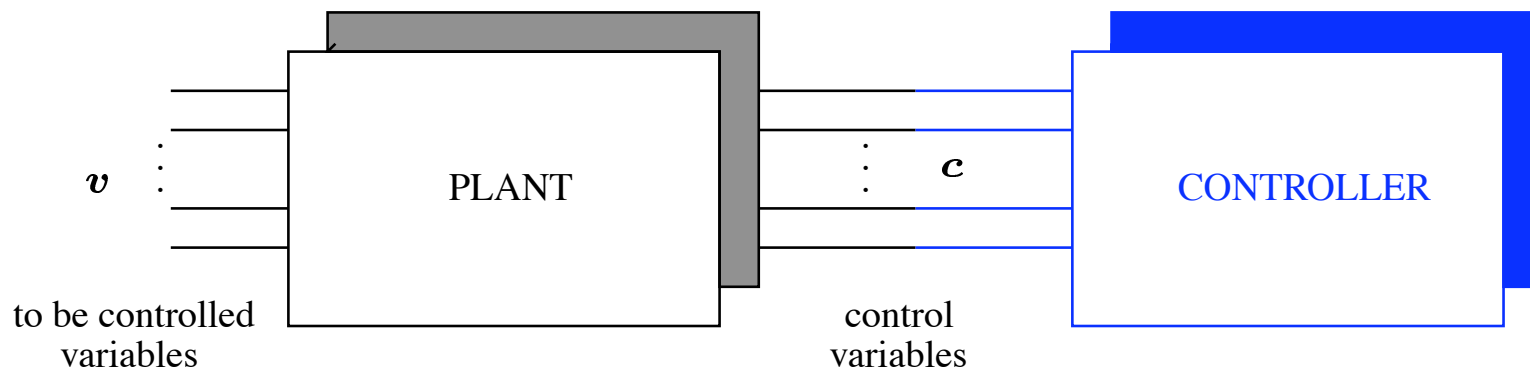 v
PLANT
c
CONTROLLER
to be controlled
variables
control
variables